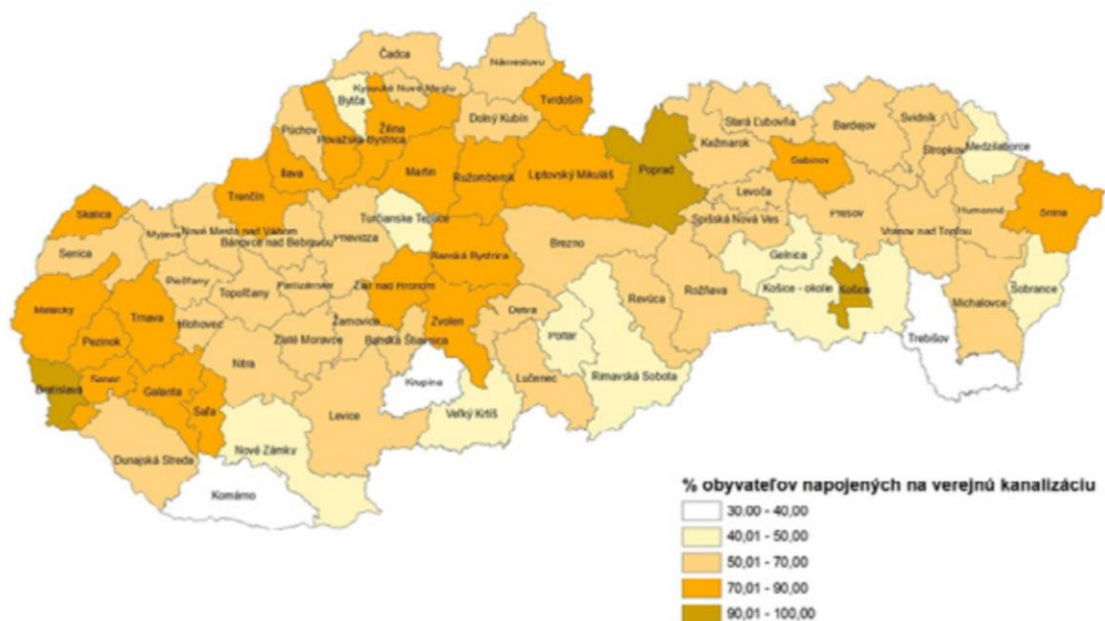 Čadca
Námestovo
Kysucké Nové Mesto
Bytča
Tvrdošín
Dolný Kubín
Púchov
Žilina
Považská Bystrica
Stará Ľubovňa
Bardejov
Svidník
Stropkov
Medzilaborce
Kežmarok
Sabinov
Ilava
Martin
Ružomberok
Liptovský Mikuláš
Poprad
Trenčín
Levoča
Skalica
Turčianske Teplice
Spišská Nová Ves
Prešov
Humenné
Snina
Myjava
Nové Mesto nad Váhom
Bánovce nad Bebravou
Prievidza
Vranov nad Topľou
Senica
Banská Bystrica
Brezno
Gelnica
Piešťany
Partizánske
Topoľčany
Žiar nad Hronom
Košice - okolie
Košice
Sobrance
Malacky
Trnava
Hlohovec
Zlaté Moravce
Žarnovica
Zvolen
Detva
Revúca
Rožňava
Michalovce
Pezinok
Banská Štiavnica
Poltár
Trebišov
Nitra
Bratislava
Senec
Galanta
Šaľa
Krupina
Lučenec
Rimavská Sobota
Levice
Veľký Krtíš
Nové Zámky
Dunajská Streda
Komárno
% obyvateľov napojených na verejnú kanalizáciu
30.00 - 40,00
40,01 - 50,00
50,01 - 70,00
70,01 - 90,00
90,01 - 100,00